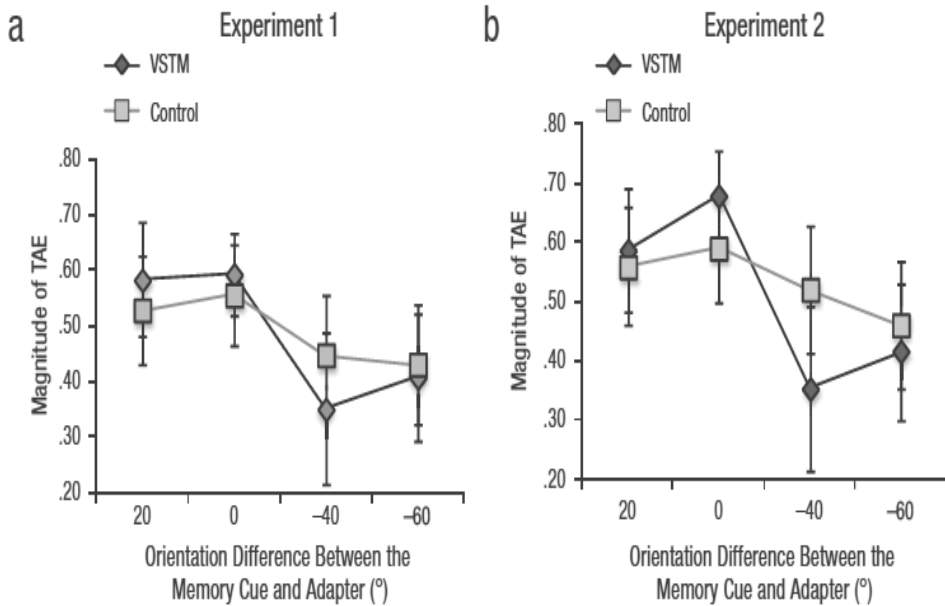 a
Experiment 1
VSTM
Control
Magnitude of TAE
.80
.70
.60
.50
.40
.30
.20
20 0 –40 –60
Orientation Difference Between the
Memory Cue and Adapter (°)
b
Experiment 2
VSTM
Control
Magnitude of TAE
.80
.70
.60
.50
.40
.30
.20
20 0 –40 –60
Orientation Difference Between the
Memory Cue and Adapter (°)